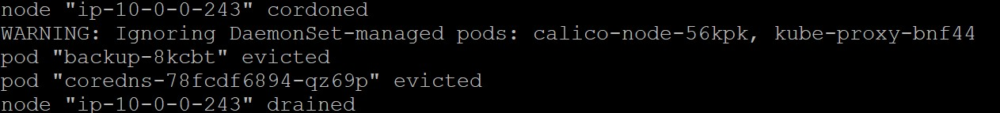 node "ip-10-0-0-243" cordoned
WARNING: Ignoring DaemonSet-managed pods: calico-node-56kpk, kube-proxy-bnf44
pod "backup-8kcbt" evicted
pod "coredns-78fcdf6894-qz69p" evicted
node "ip-10-0-0-243" drained